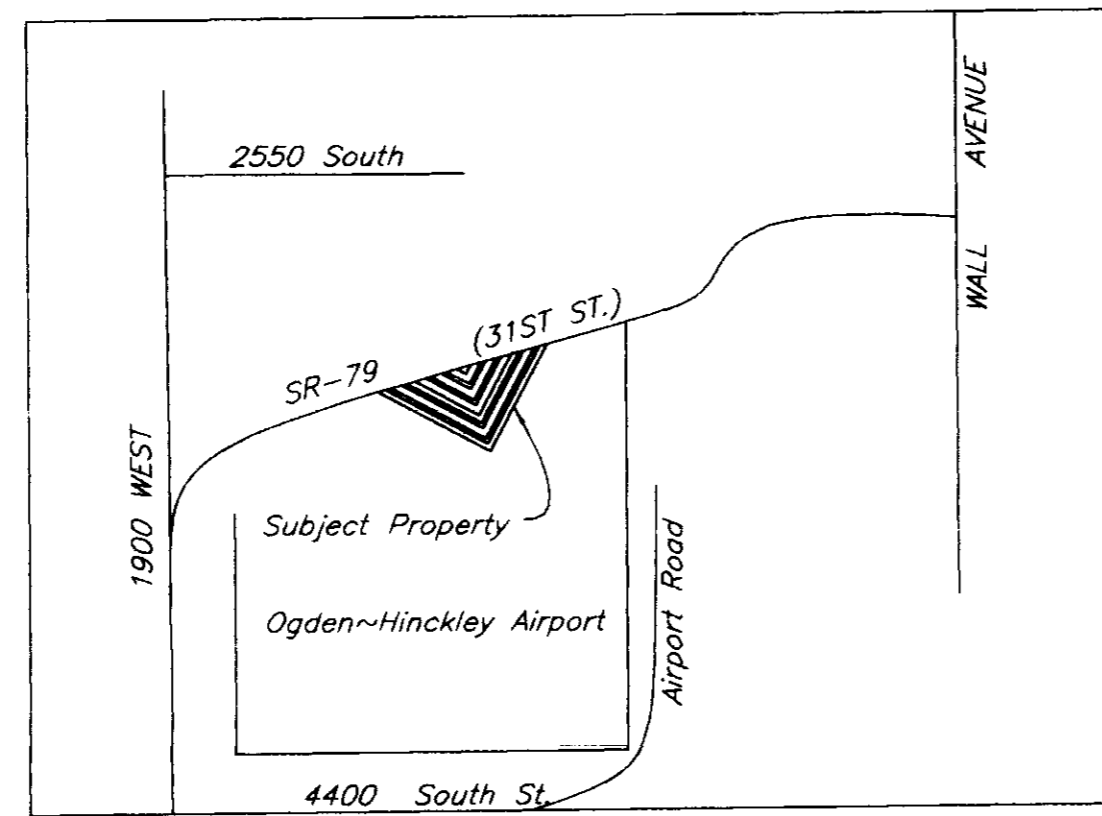 2550 South
WALL AVENUE
SR-79 (31ST ST.)
1900 WEST
Subject Property
Ogden~Hinckley Airport
Airport Road
4400 South St.